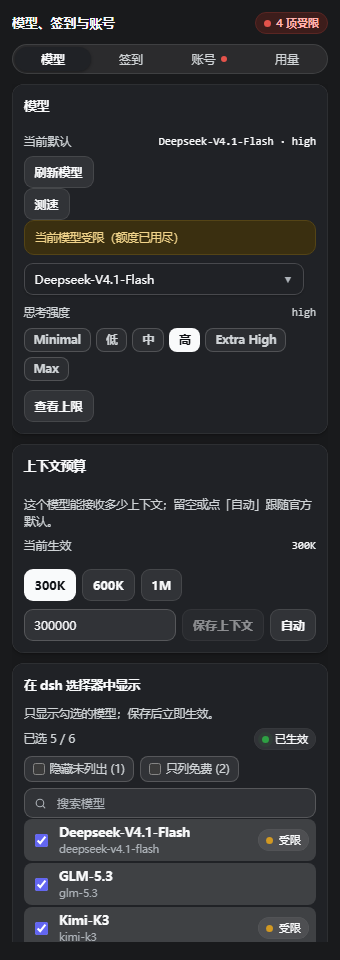 模型、签到与账号
4 顶受限
模型 签到 账号 用量
模型
当前默认 Deepseek-V4.1-Flash · high
刷新模型
测速
当前模型受限（额度已用尽）
Deepseek-V4.1-Flash
思考强度 high
Minimal 低 中 高 Extra High
Max
查看上限
上下文预算
这个模型能接收多少上下文；留空或点「自动」跟随官方
默认。
当前生效 300K
300K 600K 1M
300000 保存上下文 自动
在 dsh 选择器中显示
只显示勾选的模型；保存后立即生效。
已选 5 / 6 已生效
隐藏未列出 (1) 只列免费 (2)
搜索模型
Deepseek-V4.1-Flash
deepseek-v4.1-flash
受限
GLM-5.3
glm-5.3
Kimi-K3
kimi-k3
受限